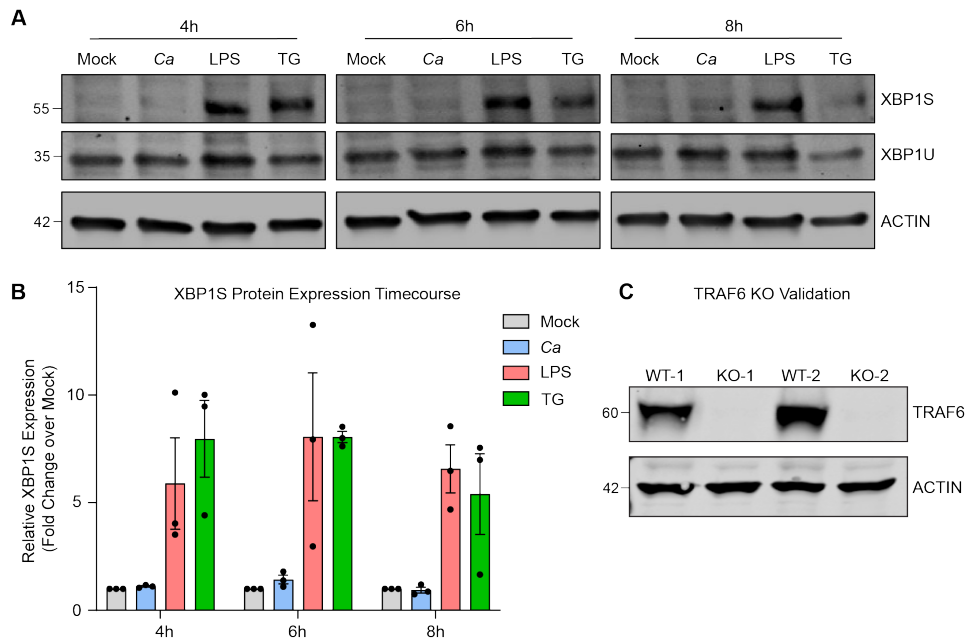 A
4h
6h
8h
Mock Ca LPS TG
Mock Ca LPS TG
Mock Ca LPS TG
55
XBP1S
35
XBP1U
42
ACTIN
B
XBP1S Protein Expression Timecourse
Relative XBP1S Expression
(Fold Change over Mock)
15
10
5
0
4h 6h 8h
Mock
Ca
LPS
TG
C
TRAF6 KO Validation
WT-1 KO-1 WT-2 KO-2
60
TRAF6
42
ACTIN